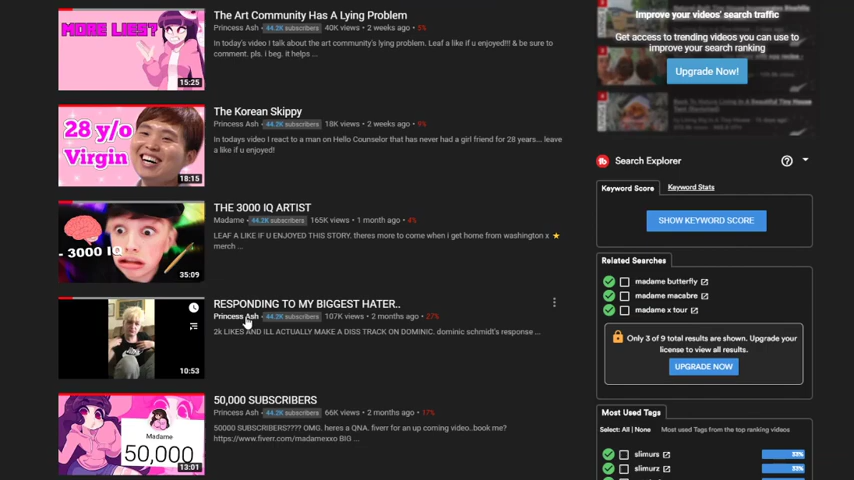 The Art Community Has A Lying Problem
Princess Ash • 44.2K subscribers • 40K views • 2 weeks ago • 5%
In today's video I talk about the art community's lying problem. Leaf a like if u enjoyed!!! & be sure to
comment. pls. i beg. it helps ...
MORE LIES?
15:25
The Korean Skippy
Princess Ash • 44.2K subscribers • 18K views • 2 weeks ago • 9%
In todays video I react to a man on Hello Counselor that has never had a girl friend for 28 years... leave
a like if u enjoyed!
28 y/o
Virgin
18:15
THE 3000 IQ ARTIST
Madame • 44.2K subscribers • 165K views • 1 month ago • 4%
LEAF A LIKE IF U ENJOYED THIS STORY. theres more to come when i get home from washington x ★
merch ...
- 3000 IQ
35:09
RESPONDING TO MY BIGGEST HATER..
Princess Ash • 44.2K subscribers • 107K views • 2 months ago • 27%
2k LIKES AND ILL ACTUALLY MAKE A DISS TRACK ON DOMINIC. dominic schmidt's response ...
10:53
50,000 SUBSCRIBERS
Princess Ash • 44.2K subscribers • 66K views • 2 months ago • 17%
50000 SUBSCRIBERS???? OMG. heres a QNA. fiverr for an up coming video..book me?
https://www.fiverr.com/madamexxo BIG ...
Madame
50,000
13:01
Improve your videos' search traffic
Get access to trending videos you can use to
improve your search ranking
Upgrade Now!
Search Explorer
Keyword Score
Keyword Stats
SHOW KEYWORD SCORE
Related Searches
madame butterfly
madame macabre
madame x tour
Only 3 of 9 total results are shown. Upgrade your
license to view all results.
UPGRADE NOW
Most Used Tags
Select: All | None Most used Tags from the top ranking videos
slimurs 33%
slimurz 33%